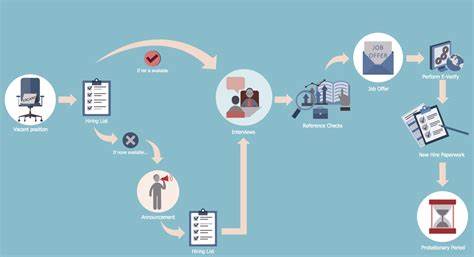 If list available
Vacant position
Hiring List
If none available...
Announcement
Hiring List
Interviews
Reference Checks
JOB
OFFER
Job Offer
Perform E-Verify
New Hire Paperwork
Probationary Period